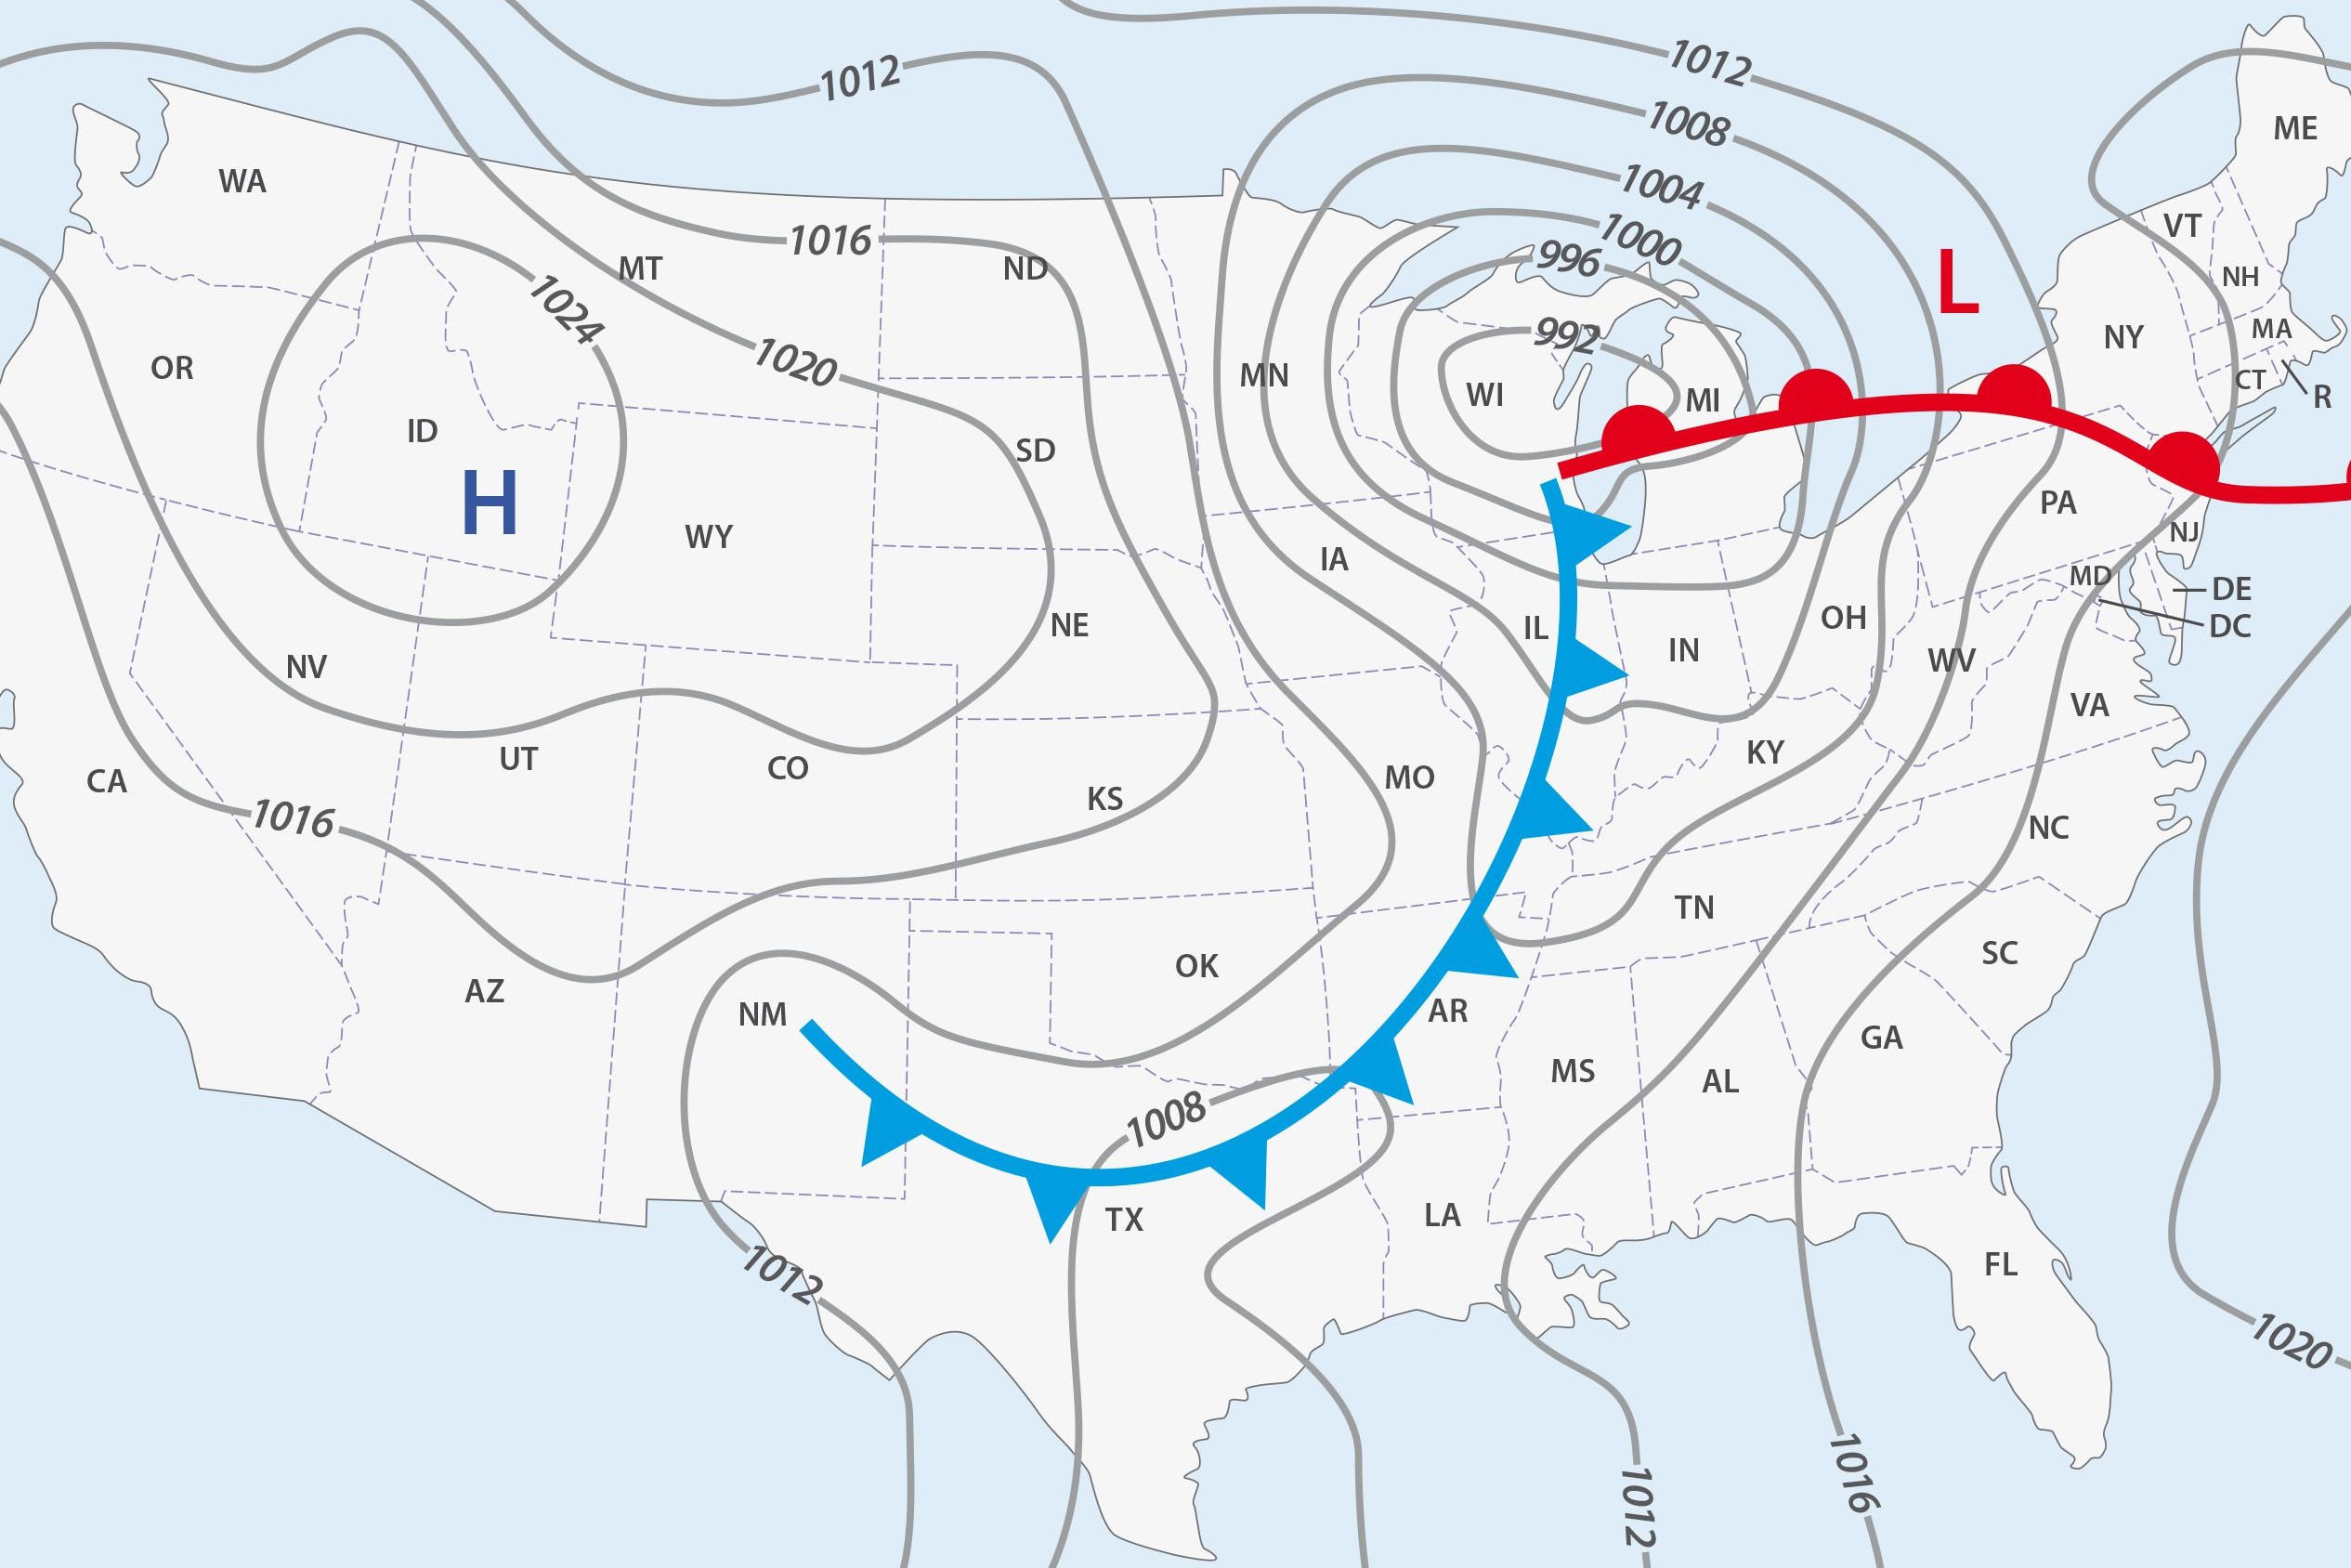 1012
1012
1008
1004
1000
996
992
1016
1024
1020
WA
MT
ND
ME
VT
NH
MA
CT
R
NY
L
OR
ID
H
WY
SD
MN
WI
MI
PA
NJ
MD
DE
DC
NE
IA
IL
IN
OH
WV
VA
NV
UT
CO
KS
MO
KY
CA
1016
NC
TN
AZ
NM
OK
AR
SC
MS
AL
GA
1008
TX
LA
FL
1012
1020
1012
1016